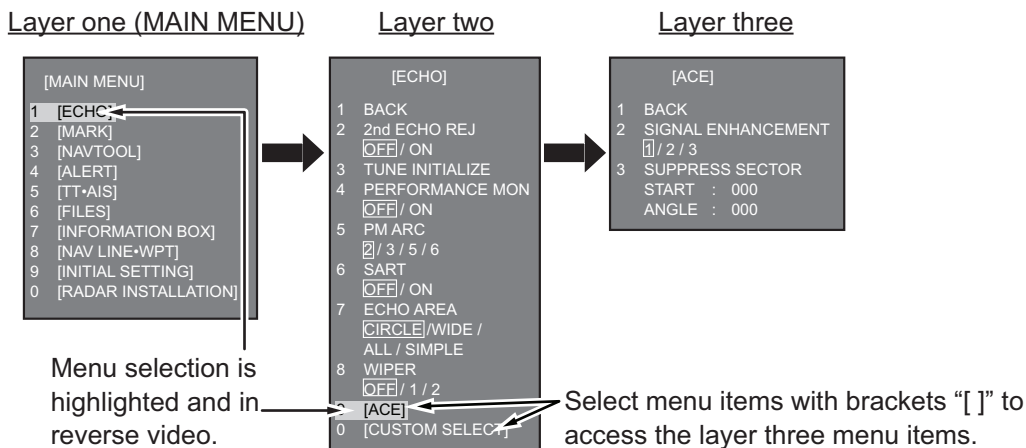 Layer one (MAIN MENU)
Layer two
Layer three
[MAIN MENU]
1 [ECHO]
2 [MARK]
3 [NAVTOOL]
4 [ALERT]
5 [TT•AIS]
6 [FILES]
7 [INFORMATION BOX]
8 [NAV LINE•WPT]
9 [INITIAL SETTING]
0 [RADAR INSTALLATION]
[ECHO]
1 BACK
2 2nd ECHO REJ
OFF / ON
3 TUNE INITIALIZE
4 PERFORMANCE MON
OFF / ON
5 PM ARC
2 / 3 / 5 / 6
6 SART
OFF / ON
7 ECHO AREA
CIRCLE /WIDE /
ALL / SIMPLE
8 WIPER
OFF / 1 / 2
9 [ACE]
0 [CUSTOM SELECT]
[ACE]
1 BACK
2 SIGNAL ENHANCEMENT
1 / 2 / 3
3 SUPPRESS SECTOR
START : 000
ANGLE : 000
Menu selection is
highlighted and in
reverse video.
Select menu items with brackets “[ ]” to
access the layer three menu items.